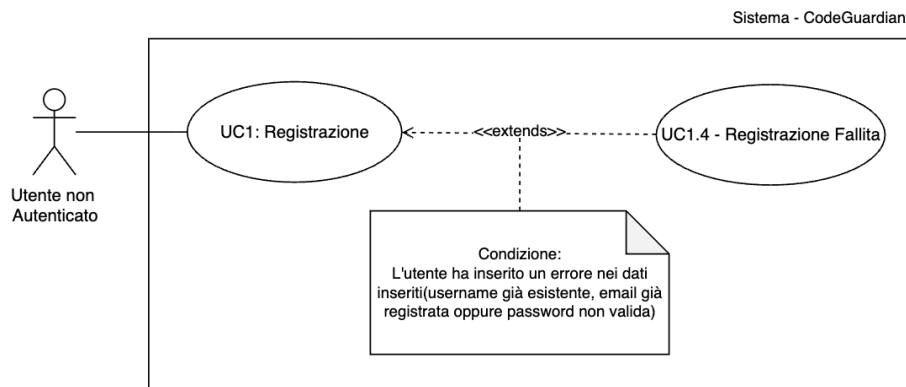 Sistema - CodeGuardian
UC1: Registrazione
<<extends>>
UC1.4 - Registrazione Fallita
Utente non
Autenticato
Condizione:
L'utente ha inserito un errore nei dati
inseriti(username già esistente, email già
registrata oppure password non valida)